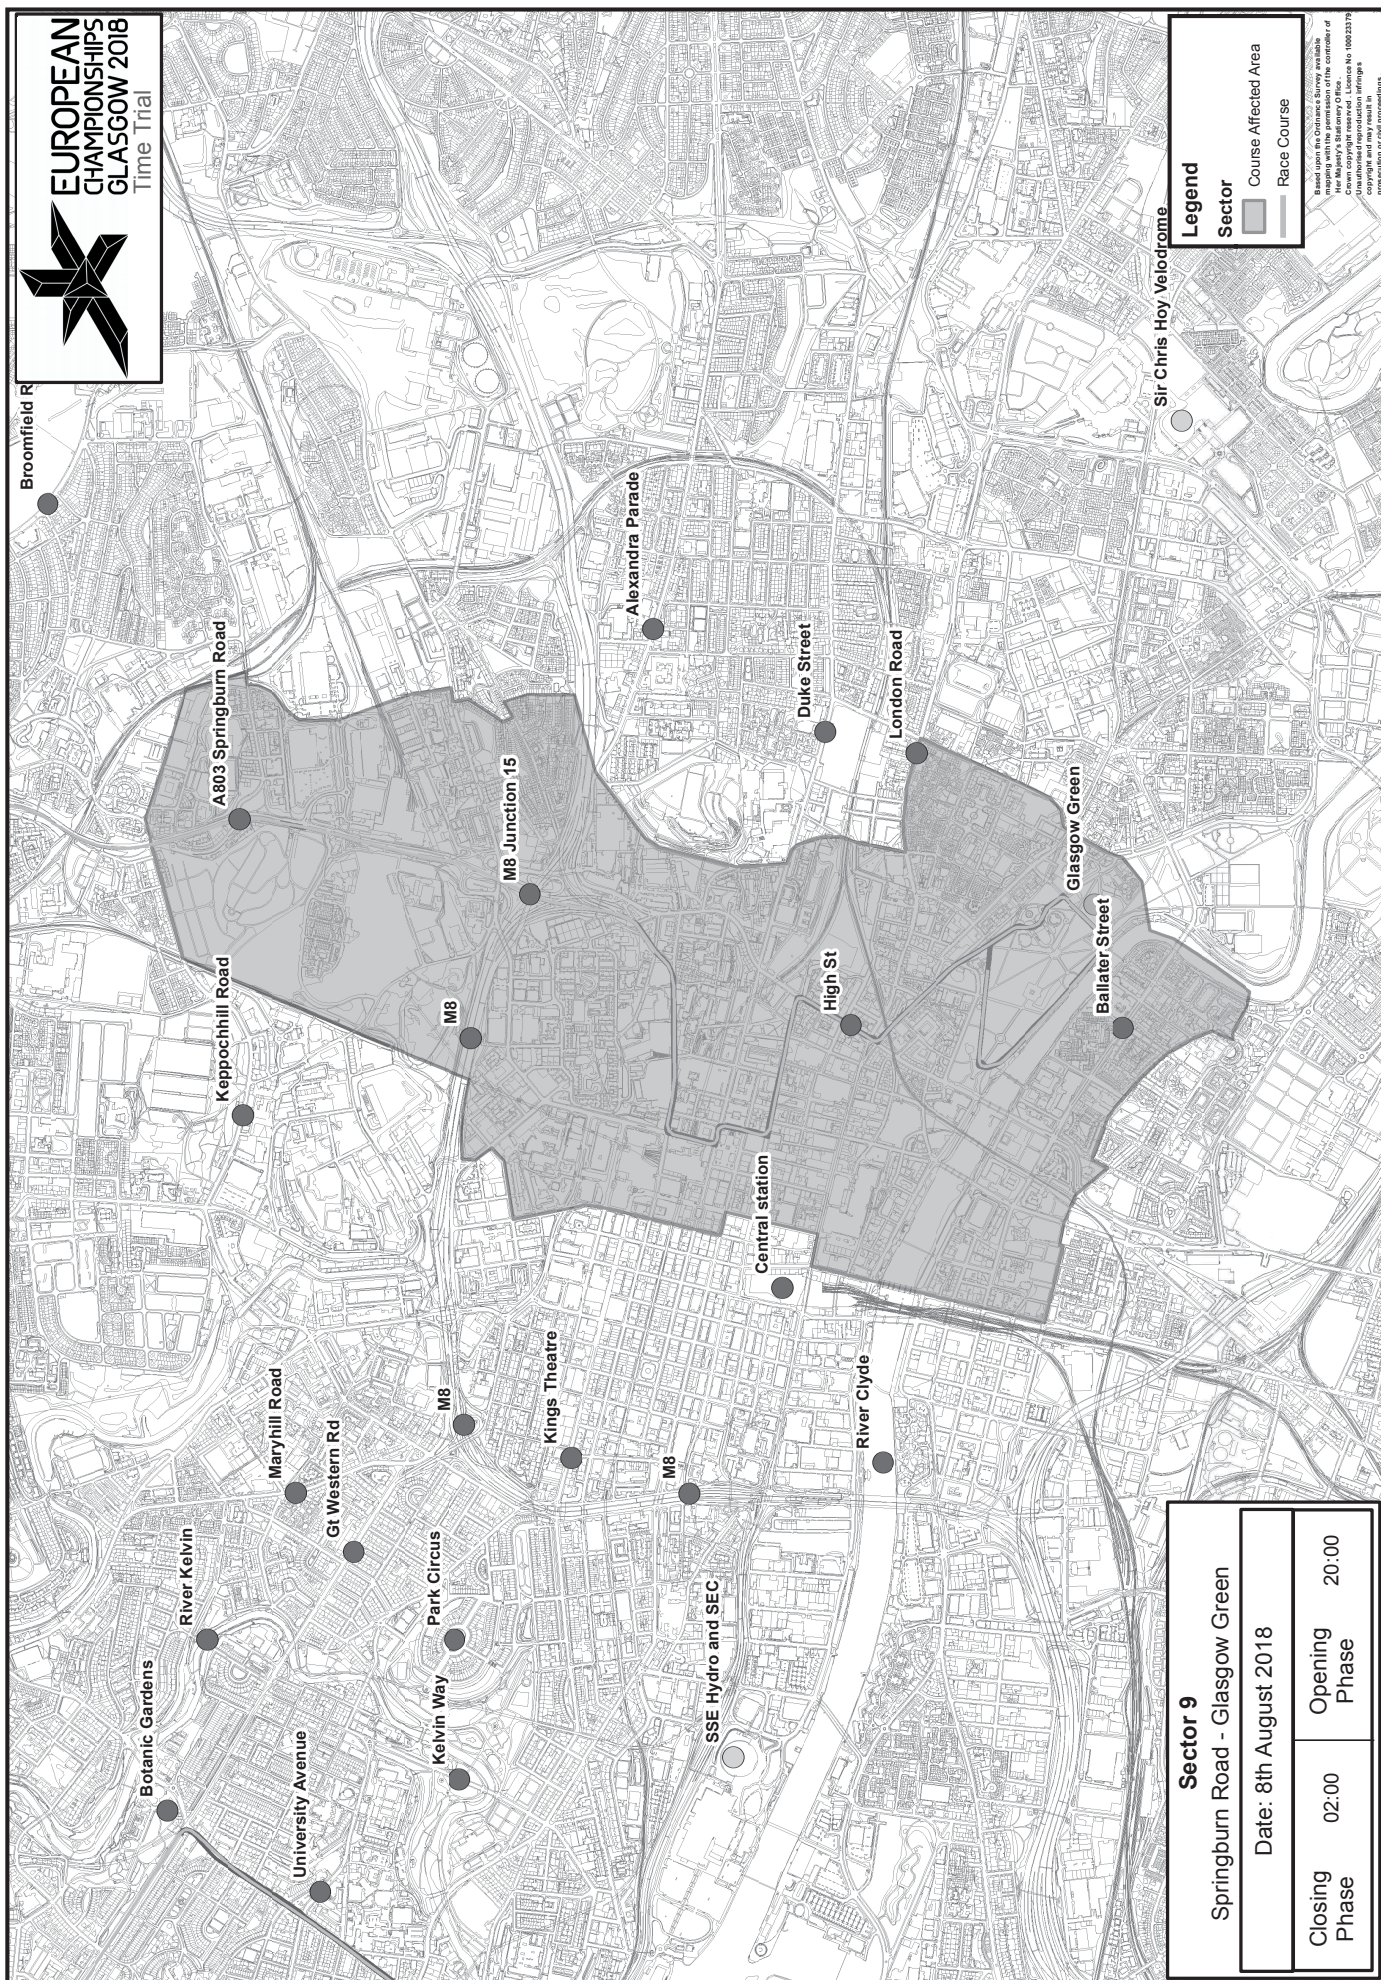 EUROPEAN
CHAMPIONSHIPS
GLASGOW 2018
Time Trial
Broomfield R
A803 Springburn Road
Keppochhill Road
M8 Junction 15
M8
Alexandra Parade
Duke Street
London Road
Glasgow Green
Ballater Street
High St
Central station
Sir Chris Hoy Velodrome
Maryhill Road
Gt Western Rd
M8
Kings Theatre
M8
River Clyde
River Kelvin
Botanic Gardens
Park Circus
Kelvin Way
University Avenue
SSE Hydro and SEC
Legend
Sector
Course Affected Area
Race Course
Based upon the Ordnance Survey available
mapping with the permission of the controller of
Her Majesty's Stationery Office.
Crown copyright reserved. Licence No 100023379
Unauthorised reproduction infringes
copyright and may result in
prosecution or civil proceedings
Sector 9
Springburn Road - Glasgow Green
Date: 8th August 2018
Closing
Phase
02:00
Opening
Phase
20:00